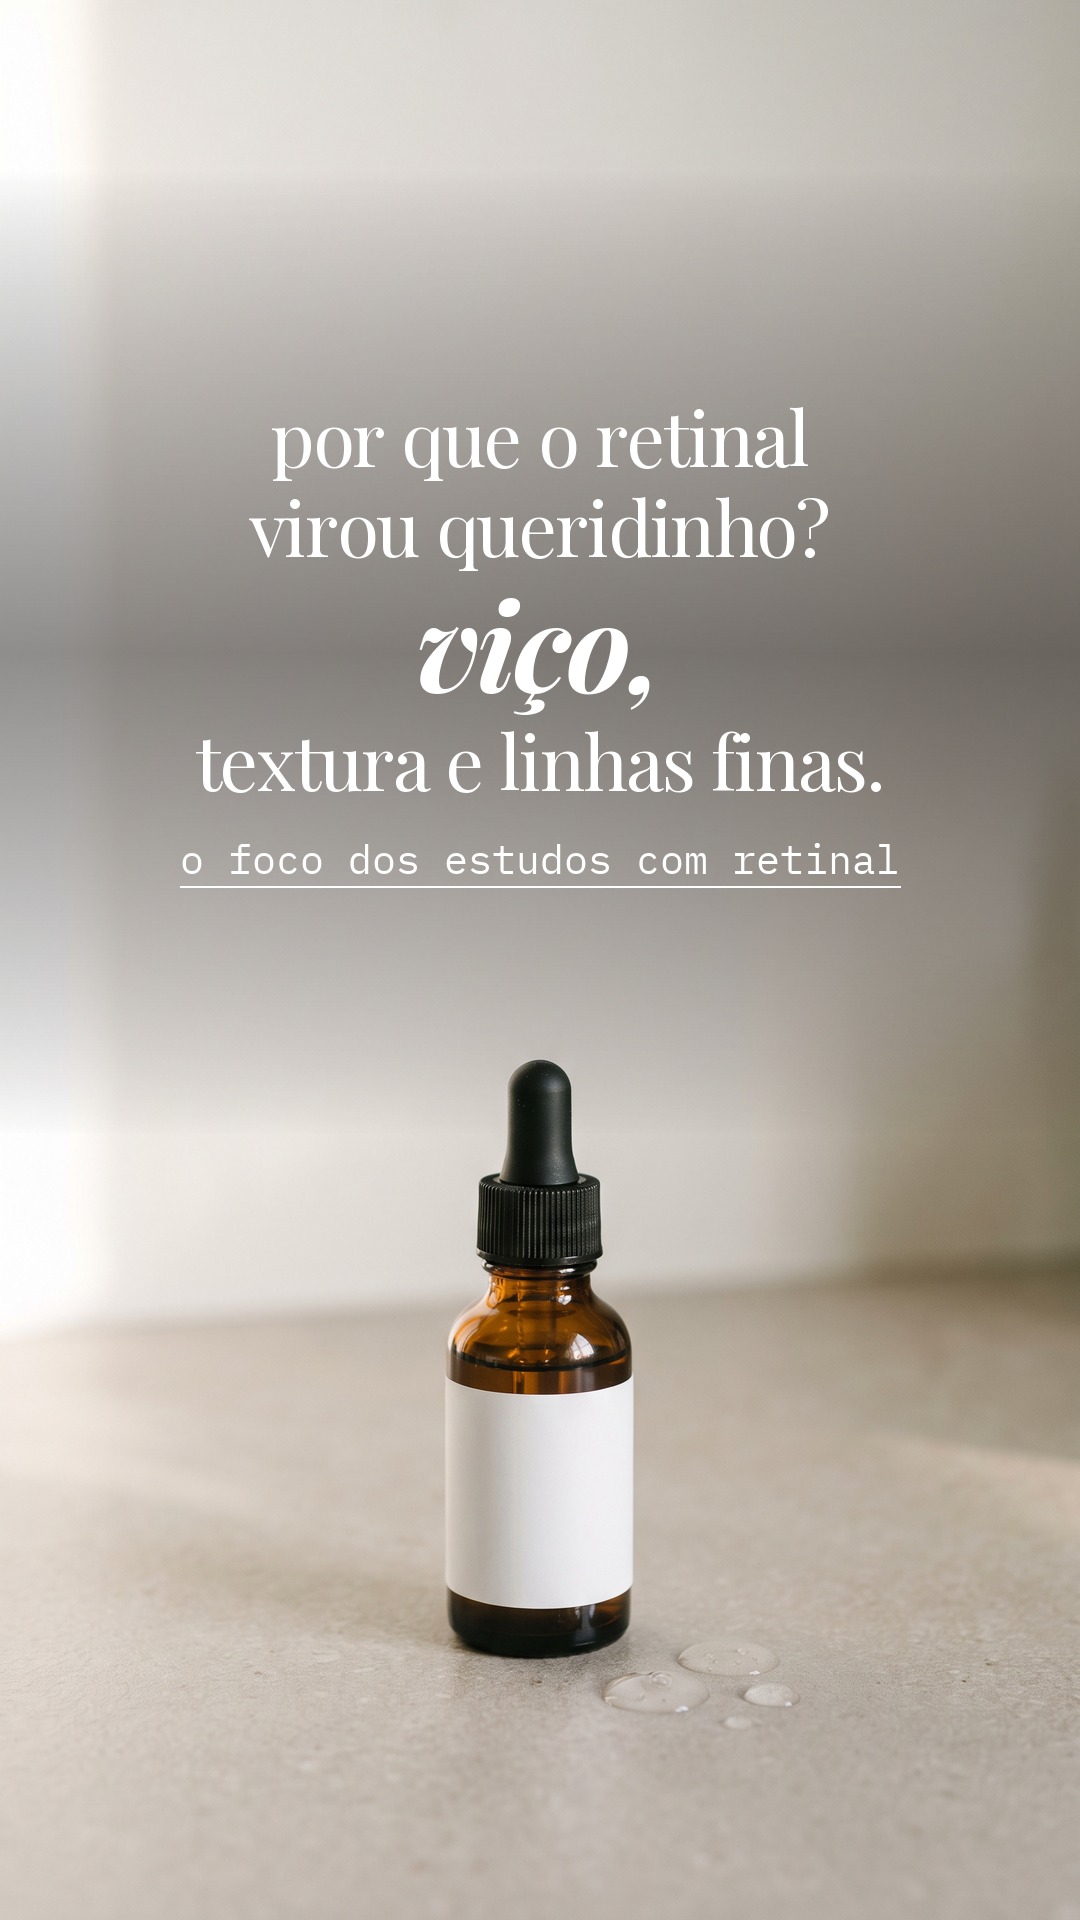 por que o retinal
virou queridinho?
viço,
textura e linhas finas.
o foco dos estudos com retinal